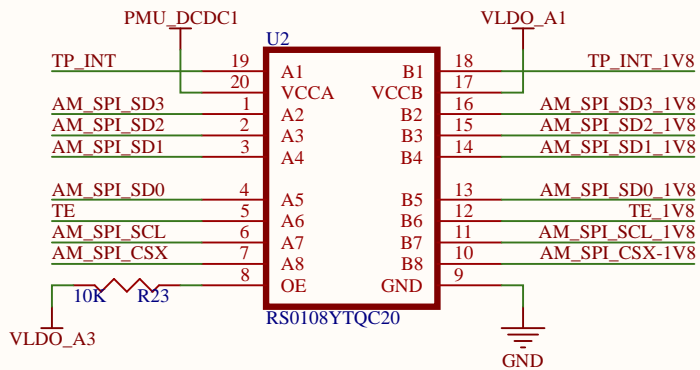 PMU_DCDC1
VLDO_A1
U2
TP_INT 19 A1 B1 18 TP_INT_1V8
20 VCCA VCCB 17
AM_SPI_SD3 1 A2 B2 16 AM_SPI_SD3_1V8
AM_SPI_SD2 2 A3 B3 15 AM_SPI_SD2_1V8
AM_SPI_SD1 3 A4 B4 14 AM_SPI_SD1_1V8
AM_SPI_SD0 4 A5 B5 13 AM_SPI_SD0_1V8
TE 5 A6 B6 12 TE_1V8
AM_SPI_SCL 6 A7 B7 11 AM_SPI_SCL_1V8
AM_SPI_CSX 7 A8 B8 10 AM_SPI_CSX-1V8
10K R23 8 OE GND 9
RS0108YTQC20
VLDO_A3
GND